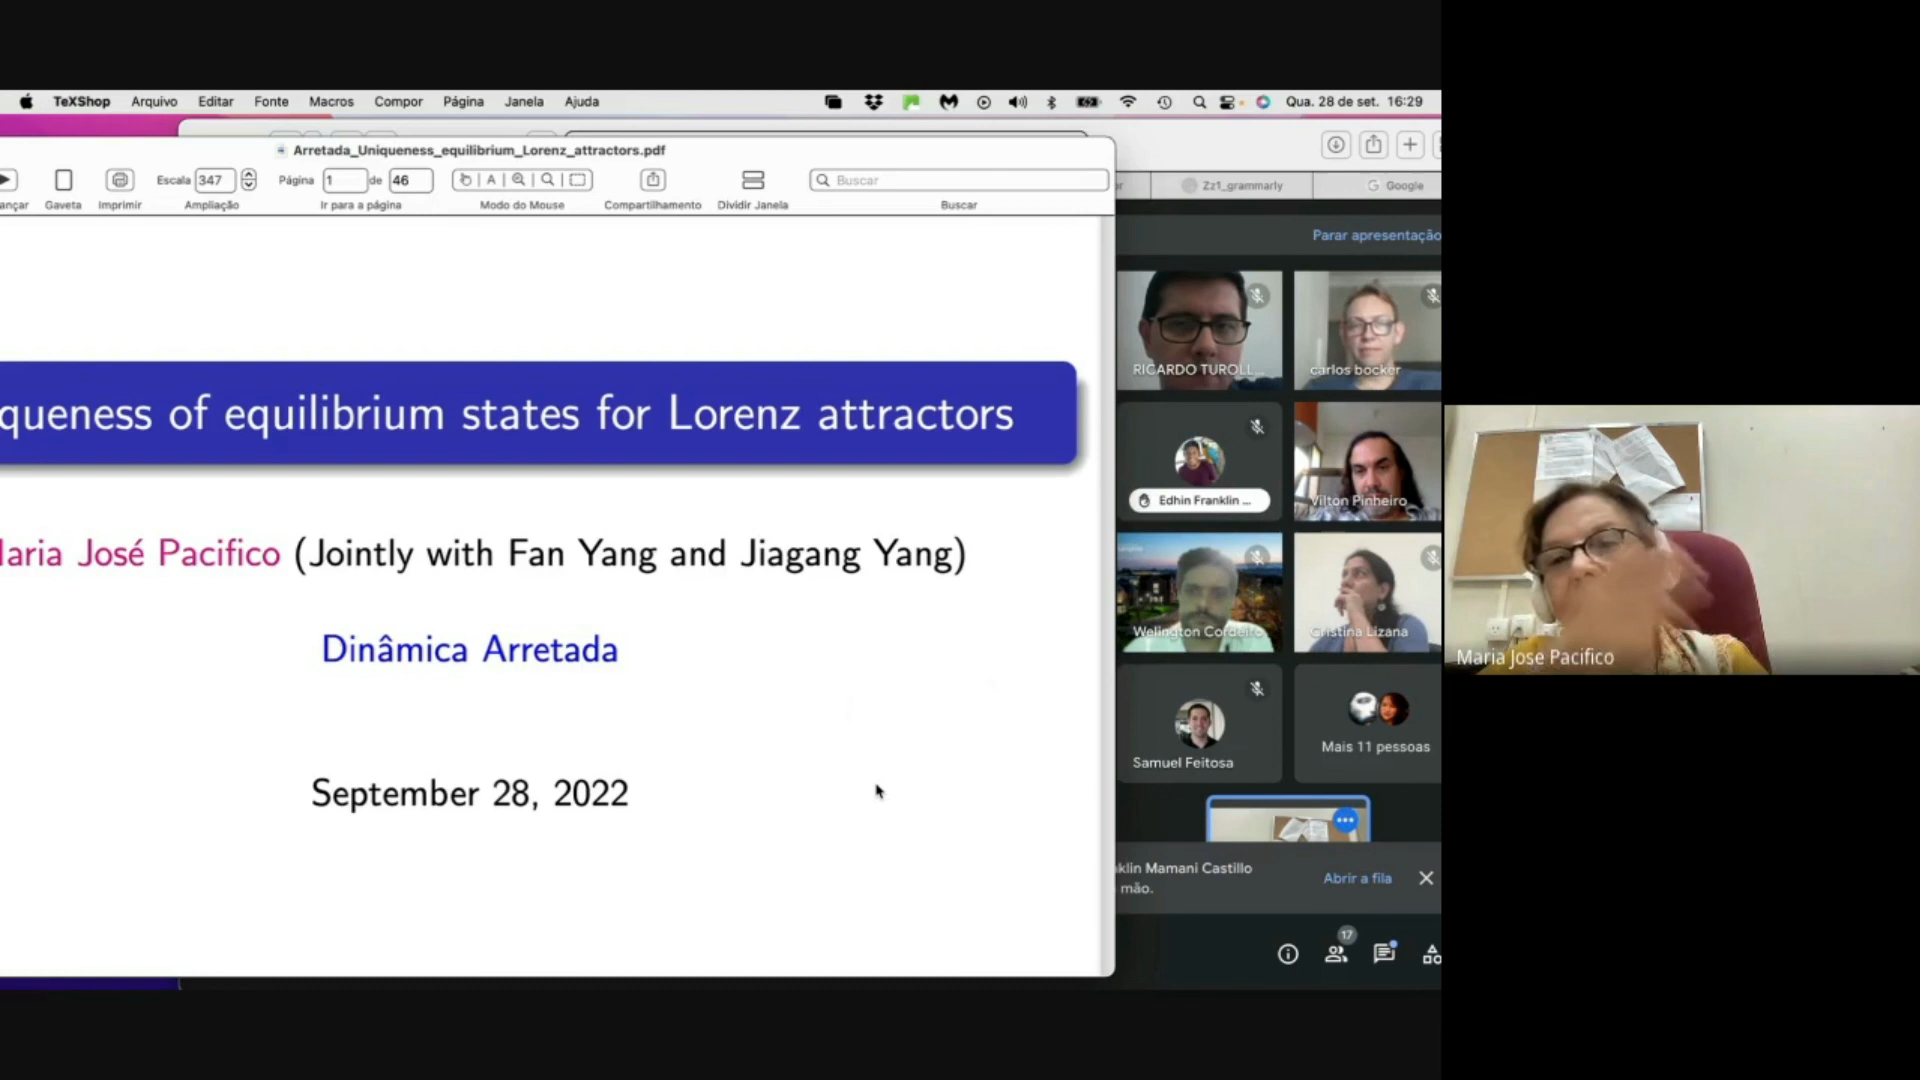 TeXShop Arquivo Editar Fonte Macros Compor Página Janela Ajuda Qua. 28 de set. 16:29
Arretada_Uniqueness_equilibrium_Lorenz_attractors.pdf
Escala 347 Página 1 de 46 Buscar
Gaveta Imprimir Ampliação Ir para a página Modo do Mouse Compartilhamento Dividir Janela Buscar
Zz1_grammarly Google
Parar apresentação
queness of equilibrium states for Lorenz attractors
aria José Pacifico (Jointly with Fan Yang and Jiagang Yang)
Dinâmica Arretada
September 28, 2022
RICARDO TUROLL...
carlos bocker
Edhin Franklin ...
Vilton Pinheiro
Welington Cordeiro
Cristina Lizana
Samuel Feitosa
Mais 11 pessoas
klin Mamani Castillo
mão.
Abrir a fila
17
Maria Jose Pacifico